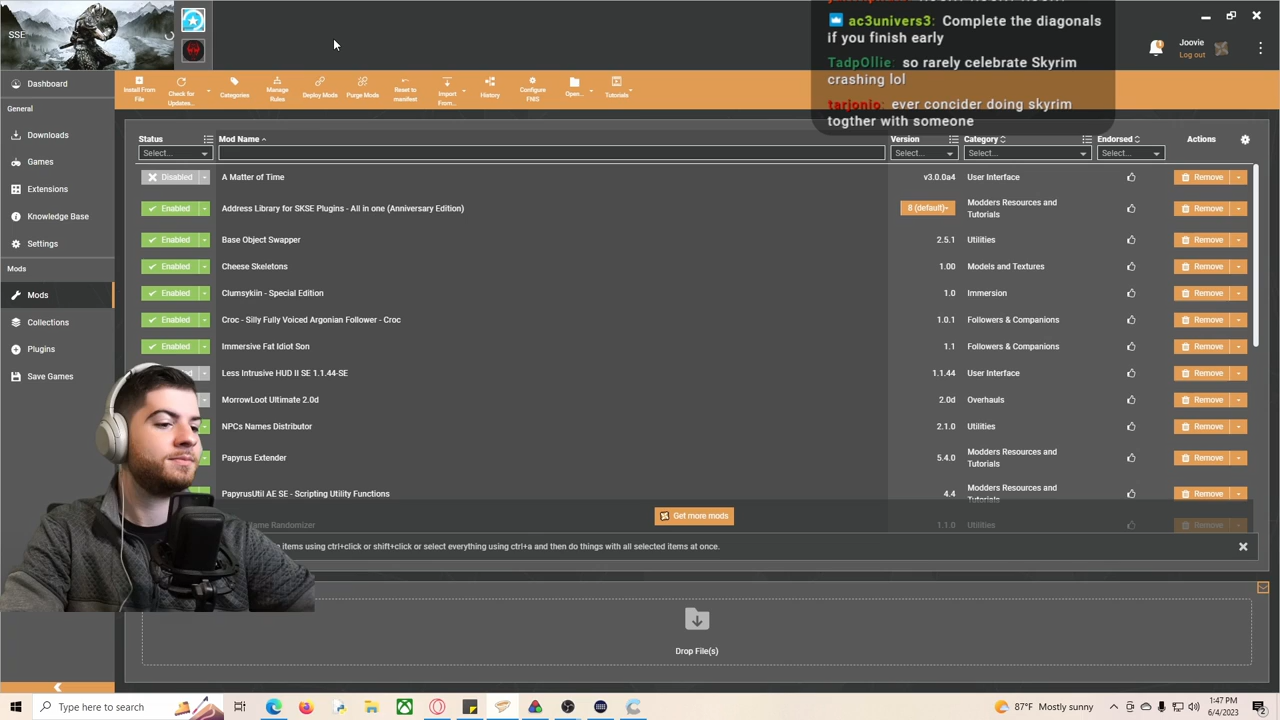 SSE
ac3univers3: Complete the diagonals
if you finish early
TadpOllie: so rarely celebrate Skyrim
crashing lol
tarjonjo: ever concider doing skyrim
togther with someone
Joovie
Log out
Dashboard
General
Downloads
Games
Extensions
Knowledge Base
Settings
Mods
Mods
Collections
Plugins
Save Games
Install From
File
Check for
Updates...
Categories
Manage
Rules
Deploy Mods
Purge Mods
Reset to
manifest
Import
From...
History
Configure
FNIS
Open...
Tutorials
Status Mod Name Version Category Endorsed Actions
Select... Select... Select... Select...
Disabled A Matter of Time v3.0.0a4 User Interface Remove
Enabled Address Library for SKSE Plugins - All in one (Anniversary Edition) 8 (default) Modders Resources and
Tutorials Remove
Enabled Base Object Swapper 2.5.1 Utilities Remove
Enabled Cheese Skeletons 1.00 Models and Textures Remove
Enabled Clumsykiin - Special Edition 1.0 Immersion Remove
Enabled Croc - Silly Fully Voiced Argonian Follower - Croc 1.0.1 Followers & Companions Remove
Enabled Immersive Fat Idiot Son 1.1 Followers & Companions Remove
Less Intrusive HUD II SE 1.1.44-SE 1.1.44 User Interface Remove
MorrowLoot Ultimate 2.0d 2.0d Overhauls Remove
NPCs Names Distributor 2.1.0 Utilities Remove
Papyrus Extender 5.4.0 Modders Resources and
Tutorials Remove
PapyrusUtil AE SE - Scripting Utility Functions 4.4 Modders Resources and
Tutorials Remove
Randomizer 1.1.0 Utilities Remove
Get more mods
items using ctrl+click or shift+click or select everything using ctrl+a and then do things with all selected items at once.
Drop File(s)
Type here to search
87°F Mostly sunny
1:47 PM
6/4/2023
2